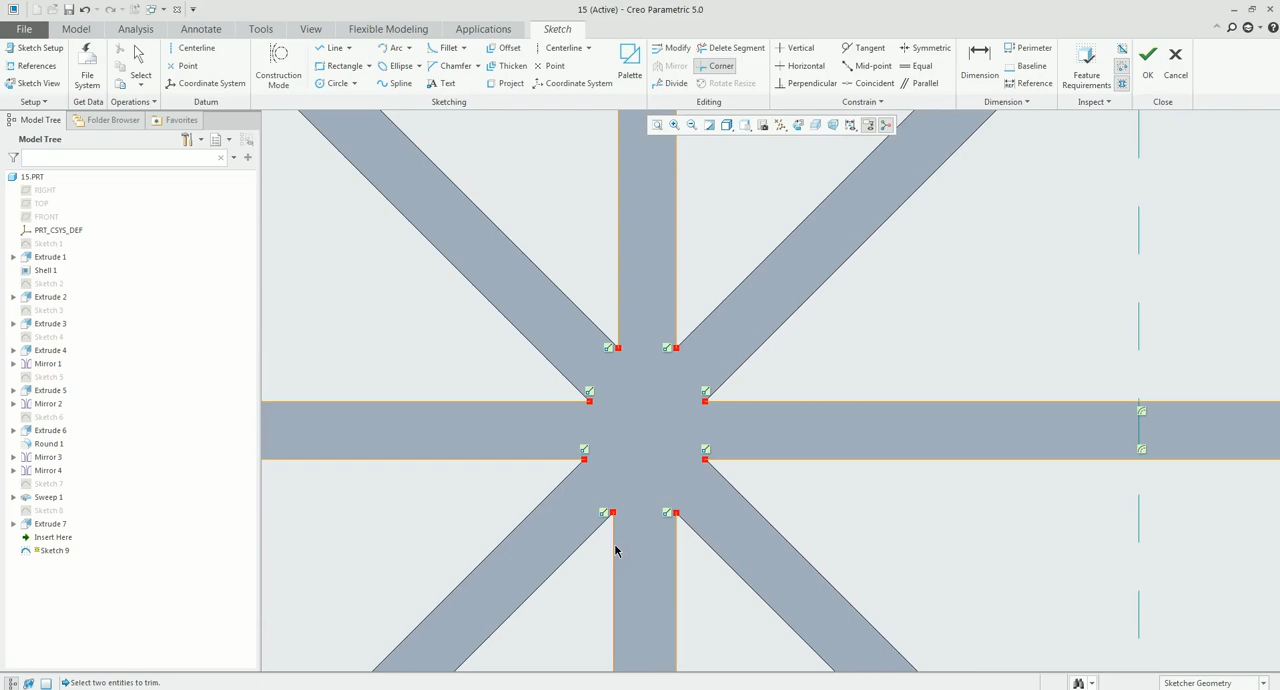 15 (Active) - Creo Parametric 5.0
File Model Analysis Annotate Tools View Flexible Modeling Applications Sketch
Sketch Setup
References
Sketch View
Setup
File System
Get Data
Select
Operations
Centerline
Point
Coordinate System
Datum
Construction Mode
Line
Rectangle
Circle
Arc
Ellipse
Spline
Fillet
Chamfer
Text
Offset
Thicken
Project
Centerline
Point
Coordinate System
Palette
Sketching
Modify
Mirror
Divide
Delete Segment
Corner
Rotate Resize
Editing
Vertical
Horizontal
Perpendicular
Tangent
Mid-point
Coincident
Symmetric
Equal
Parallel
Constrain
Dimension
Perimeter
Baseline
Reference
Dimension
Feature Requirements
Inspect
OK
Cancel
Close
Model Tree Folder Browser Favorites
Model Tree
15.PRT
RIGHT
TOP
FRONT
PRT_CSYS_DEF
Sketch 1
Extrude 1
Shell 1
Sketch 2
Extrude 2
Sketch 3
Extrude 3
Sketch 4
Extrude 4
Mirror 1
Sketch 5
Extrude 5
Mirror 2
Sketch 6
Extrude 6
Round 1
Mirror 3
Mirror 4
Sketch 7
Sweep 1
Sketch 8
Extrude 7
Insert Here
Sketch 9
Select two entities to trim.
Sketcher Geometry